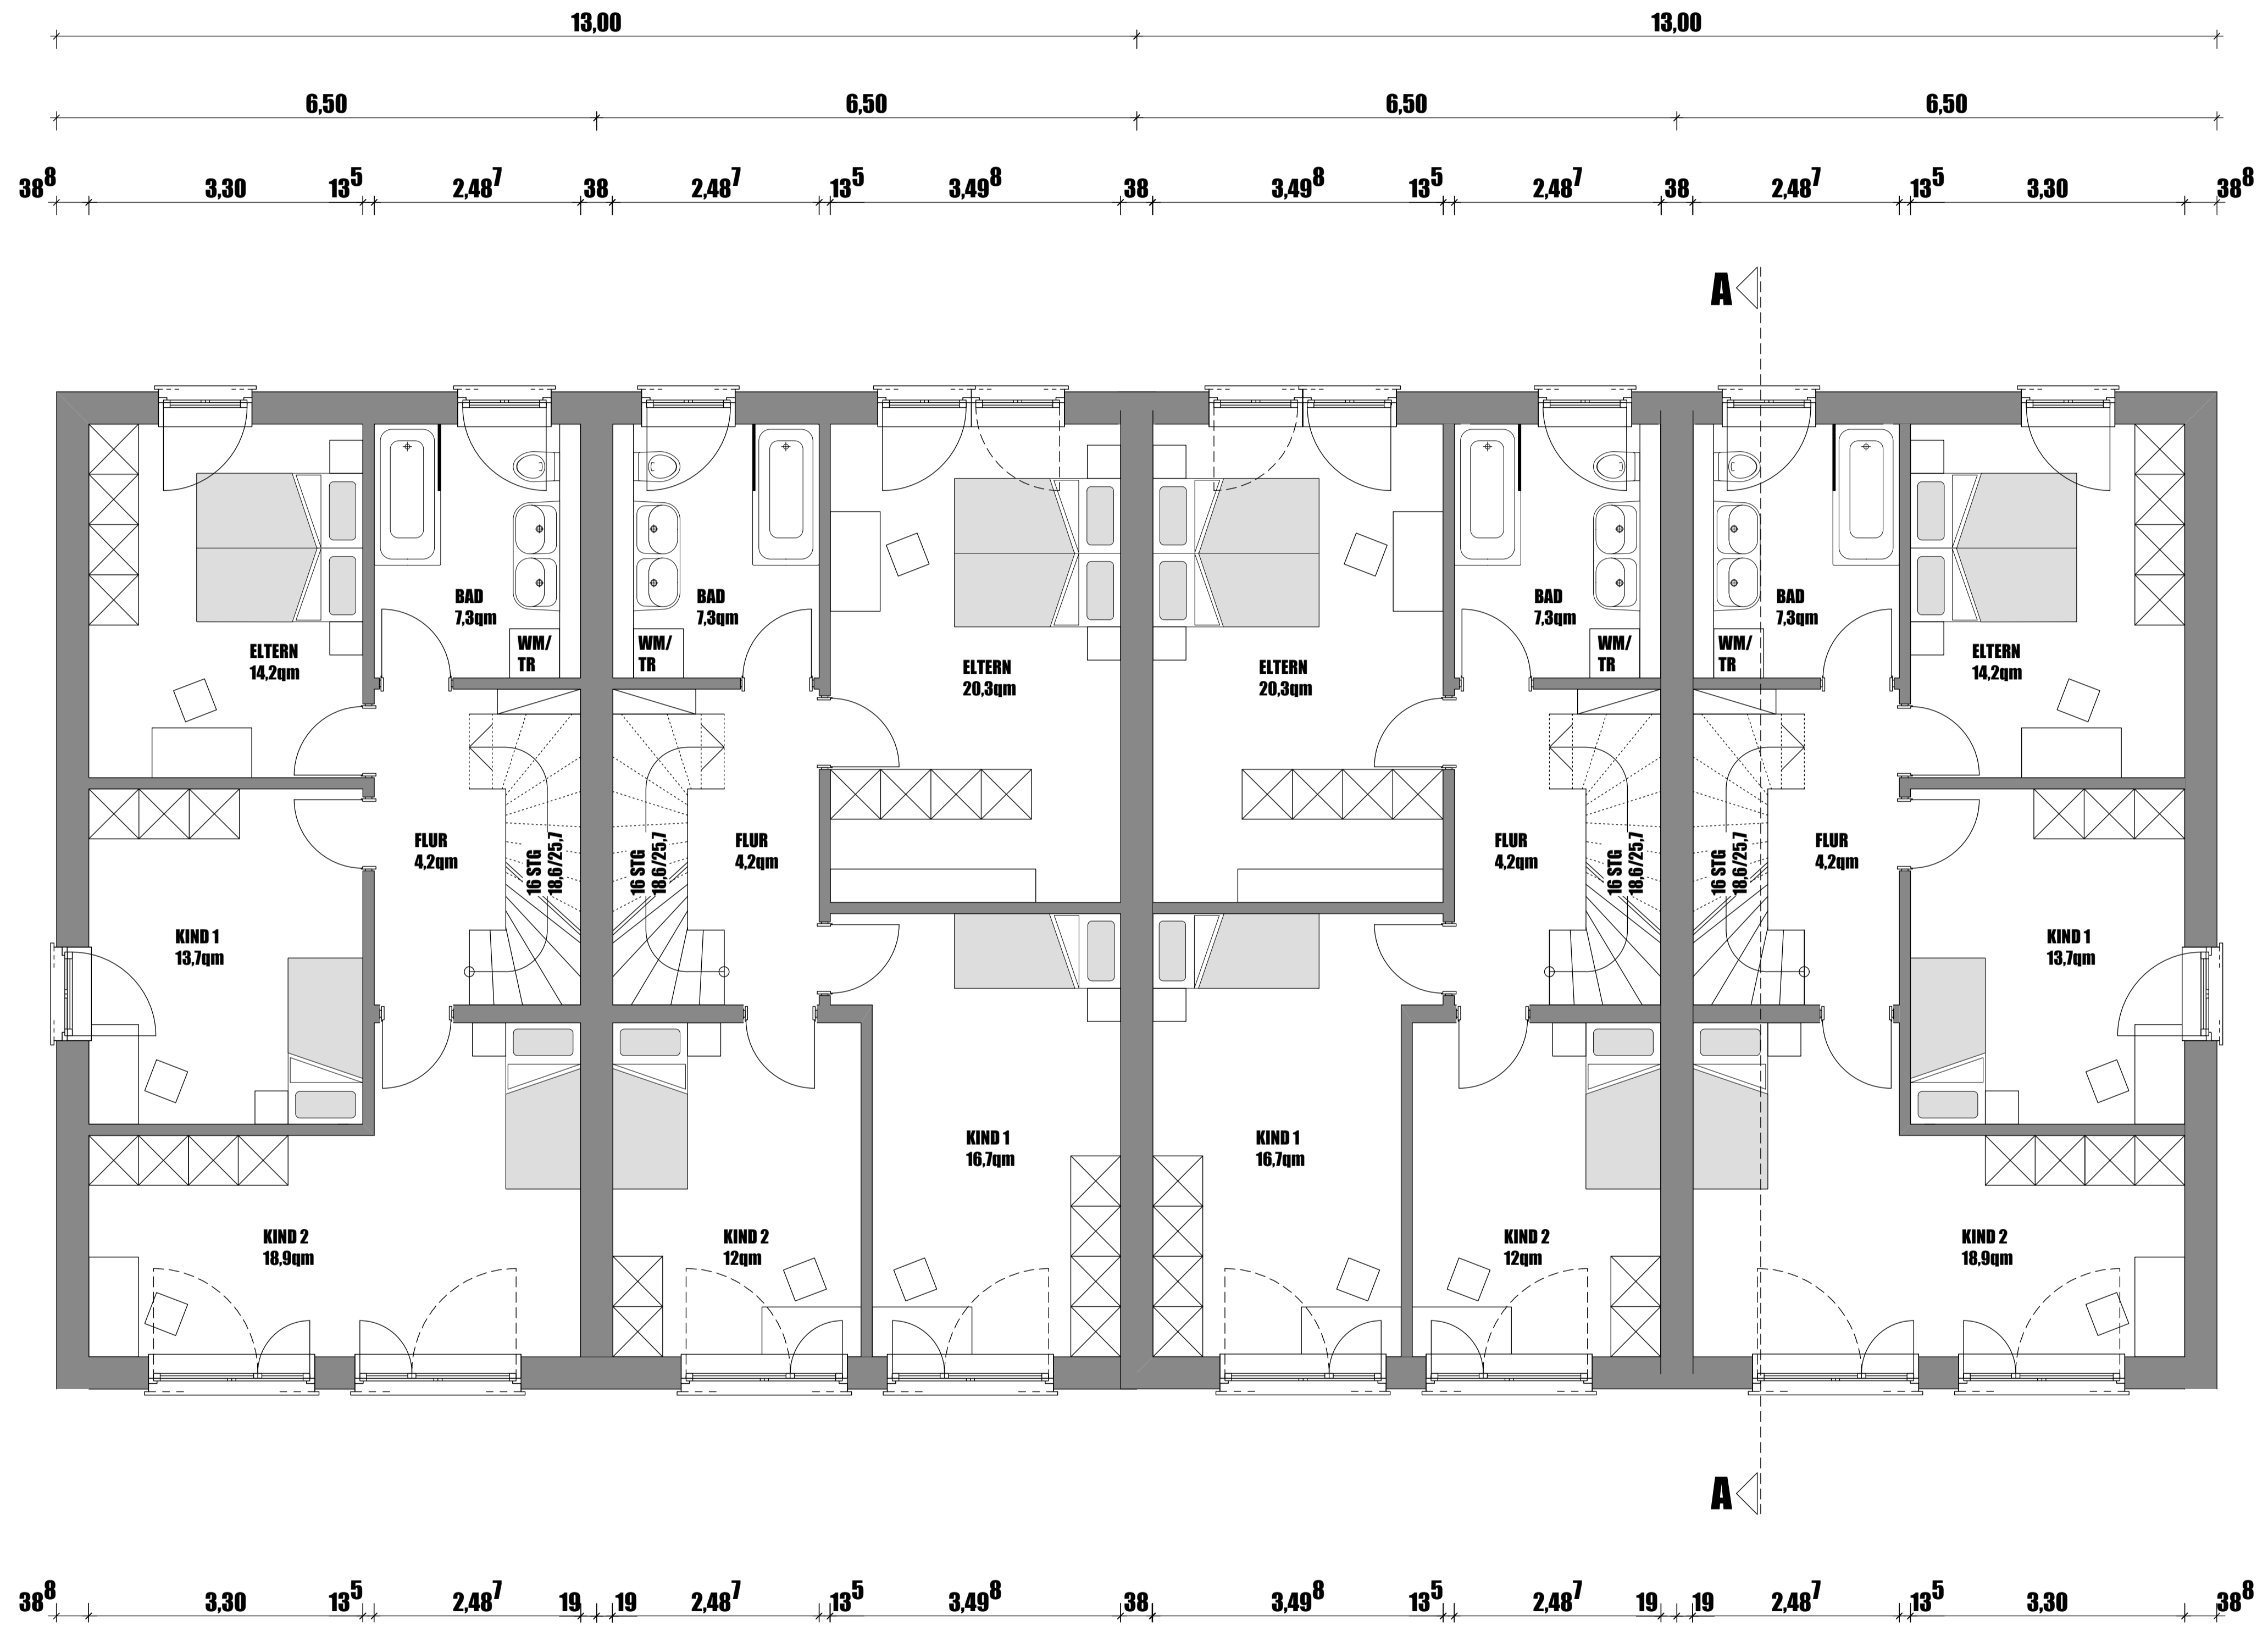 13,00 13,00
6,50 6,50 6,50 6,50
38⁸ 3,30 13⁵ 2,48⁷ 38 2,48⁷ 13⁵ 3,49⁸ 38 3,49⁸ 13⁵ 2,48⁷ 38 2,48⁷ 13⁵ 3,30 38⁸
A
BAD BAD BAD BAD
7,3qm 7,3qm 7,3qm 7,3qm
WM/ WM/ WM/ WM/
TR TR TR TR
ELTERN ELTERN ELTERN ELTERN
14,2qm 20,3qm 20,3qm 14,2qm
FLUR FLUR FLUR FLUR
4,2qm 4,2qm 4,2qm 4,2qm
16 STG 16 STG 16 STG 16 STG
18,6/25,7 18,6/25,7 18,6/25,7 18,6/25,7
KIND 1 KIND 1
13,7qm 13,7qm
KIND 1 KIND 1
16,7qm 16,7qm
KIND 2 KIND 2 KIND 2 KIND 2
18,9qm 12qm 12qm 18,9qm
A
38⁸ 3,30 13⁵ 2,48⁷ 19 19 2,48⁷ 13⁵ 3,49⁸ 38 3,49⁸ 13⁵ 2,48⁷ 19 19 2,48⁷ 13⁵ 3,30 38⁸